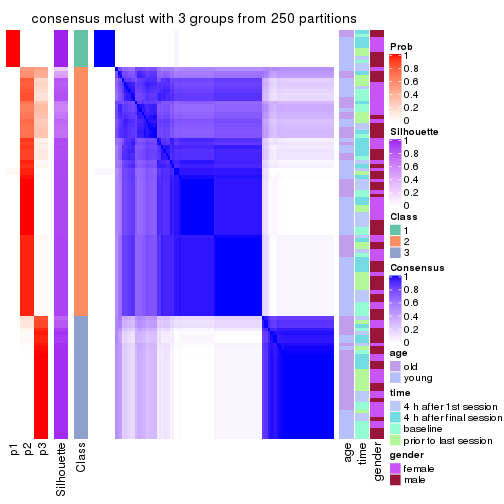 consensus mclust with 3 groups from 250 partitions
Prob
1
0.8
0.6
0.4
0.2
0
Silhouette
1
0.8
0.6
0.4
0.2
0
Class
1
2
3
Consensus
1
0.8
0.6
0.4
0.2
0
age
old
young
time
4 h after 1st session
4 h after final session
baseline
prior to last session
gender
female
male
p1
p2
p3
Silhouette
Class
age
time
gender